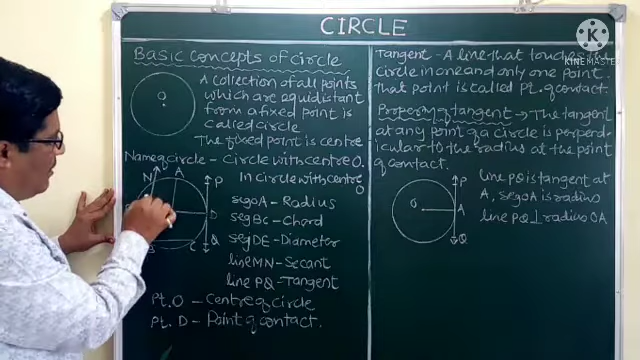 CIRCLE
Basic Concepts of Circle
O
A collection of all points
which are aquidistant
from a fixed point is
called circle
The fixed point is centre
Name of circle - Circle with centre O.
In Circle with centre
O
N A P
D
B C Q
seg OA - Radius
seg BC - Chord
seg DE - Diameter
line MN - Secant
line PQ - Tangent
Pt. O - Centre of circle
Pt. D - Point of contact.
Tangent - A line that touches the
circle in one and only one point.
That point is called Pt. of contact.
Property of tangent → The tangent
at any point of a circle is perpen-
dicular to the radius at the point
of contact.
O P A Q
line PQ is tangent at
A, seg OA is radius
line PQ ⊥ radius OA
K
KINEMASTER